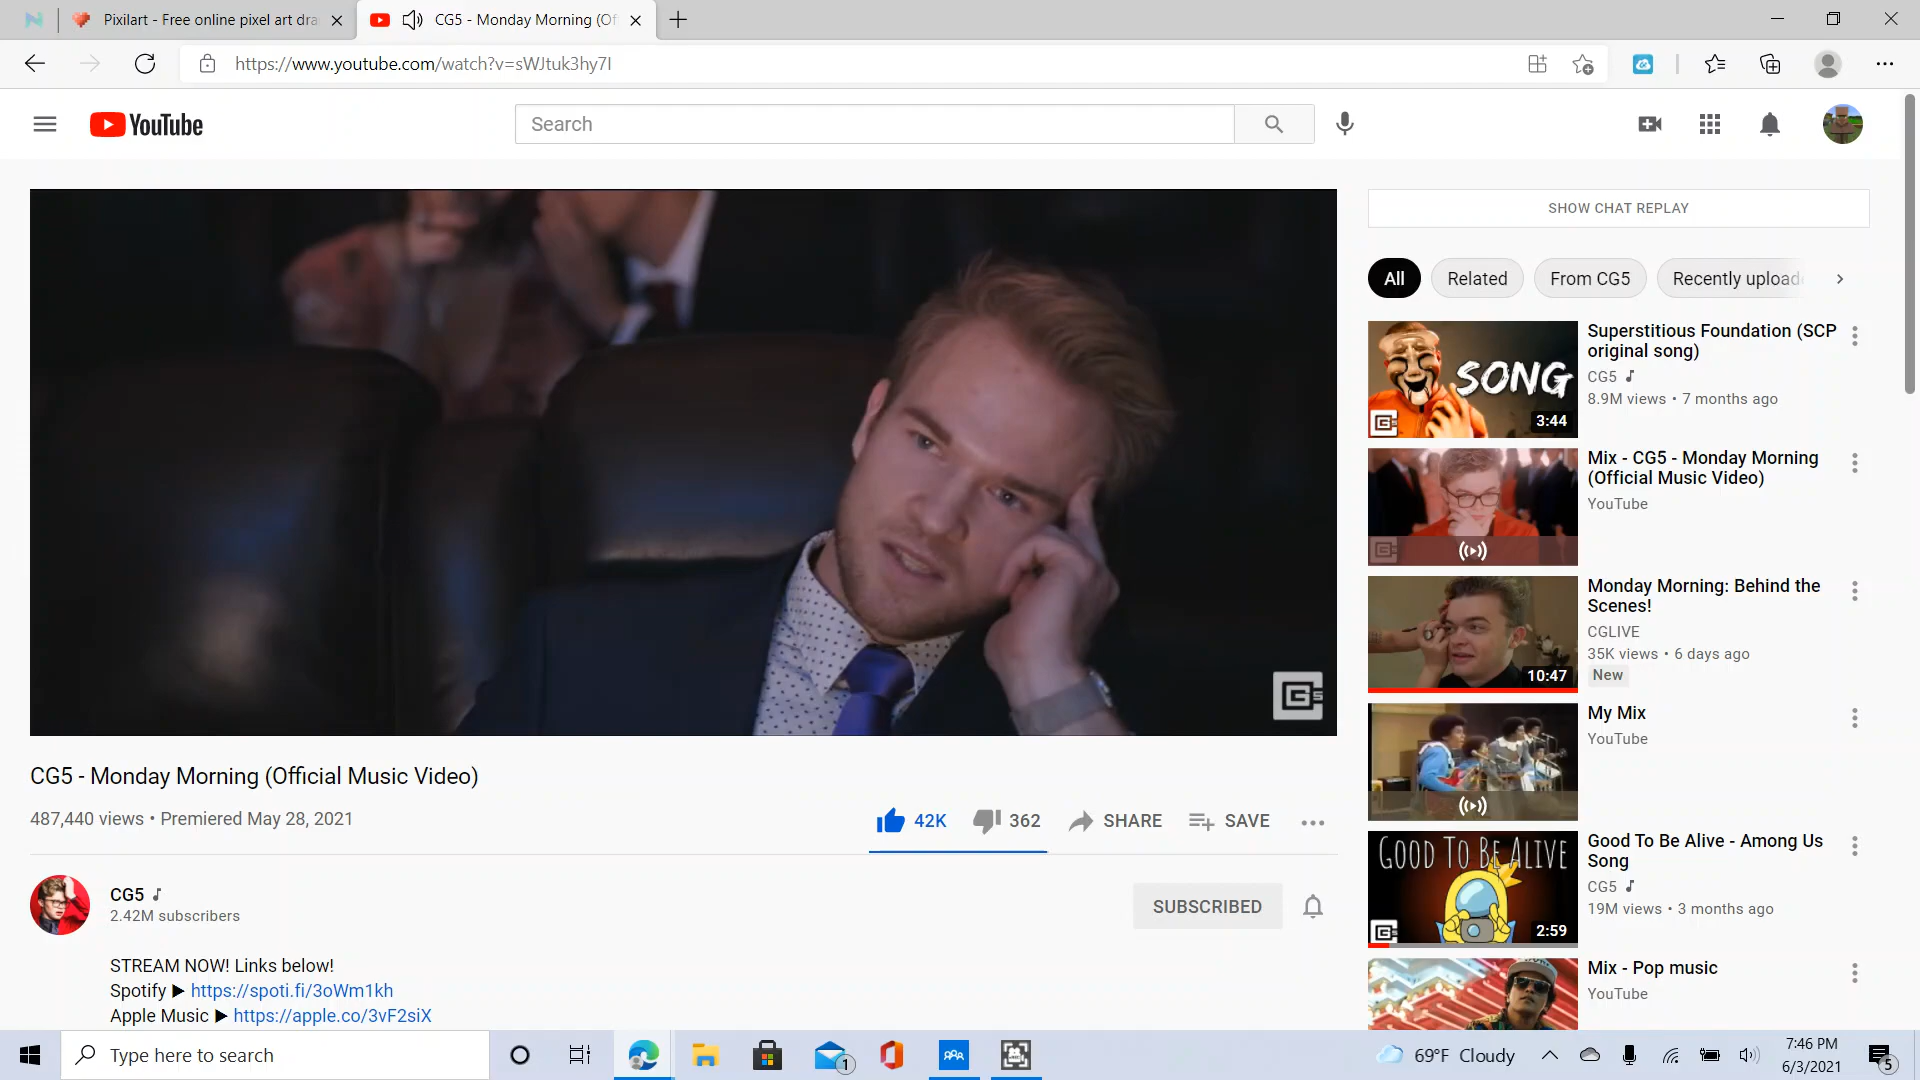 Pixilart - Free online pixel art dra
CG5 - Monday Morning (Of
https://www.youtube.com/watch?v=sWJtuk3hy7I
YouTube
Search
SHOW CHAT REPLAY
All
Related
From CG5
Recently upload
Superstitious Foundation (SCP
original song)
CG5
8.9M views • 7 months ago
SONG
3:44
Mix - CG5 - Monday Morning
(Official Music Video)
YouTube
Monday Morning: Behind the
Scenes!
CGLIVE
35K views • 6 days ago
New
10:47
My Mix
YouTube
GOOD TO BE ALIVE
2:59
Good To Be Alive - Among Us
Song
CG5
19M views • 3 months ago
Mix - Pop music
YouTube
CG5 - Monday Morning (Official Music Video)
487,440 views • Premiered May 28, 2021
42K
362
SHARE
SAVE
CG5
2.42M subscribers
SUBSCRIBED
STREAM NOW! Links below!
Spotify ▶ https://spoti.fi/3oWm1kh
Apple Music ▶ https://apple.co/3vF2siX
Type here to search
1
69°F Cloudy
7:46 PM
6/3/2021
5